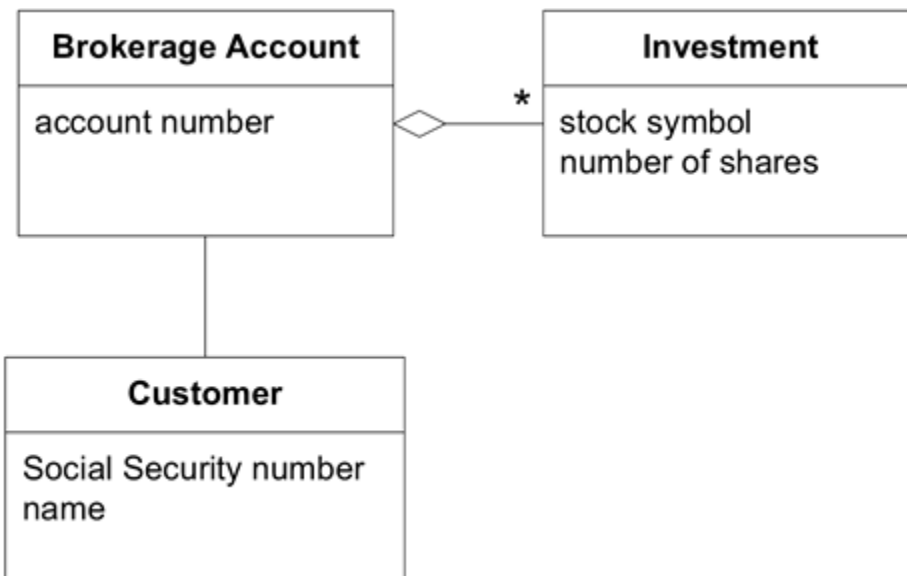 Brokerage Account
account number
*
Investment
stock symbol
number of shares
Customer
Social Security number
name